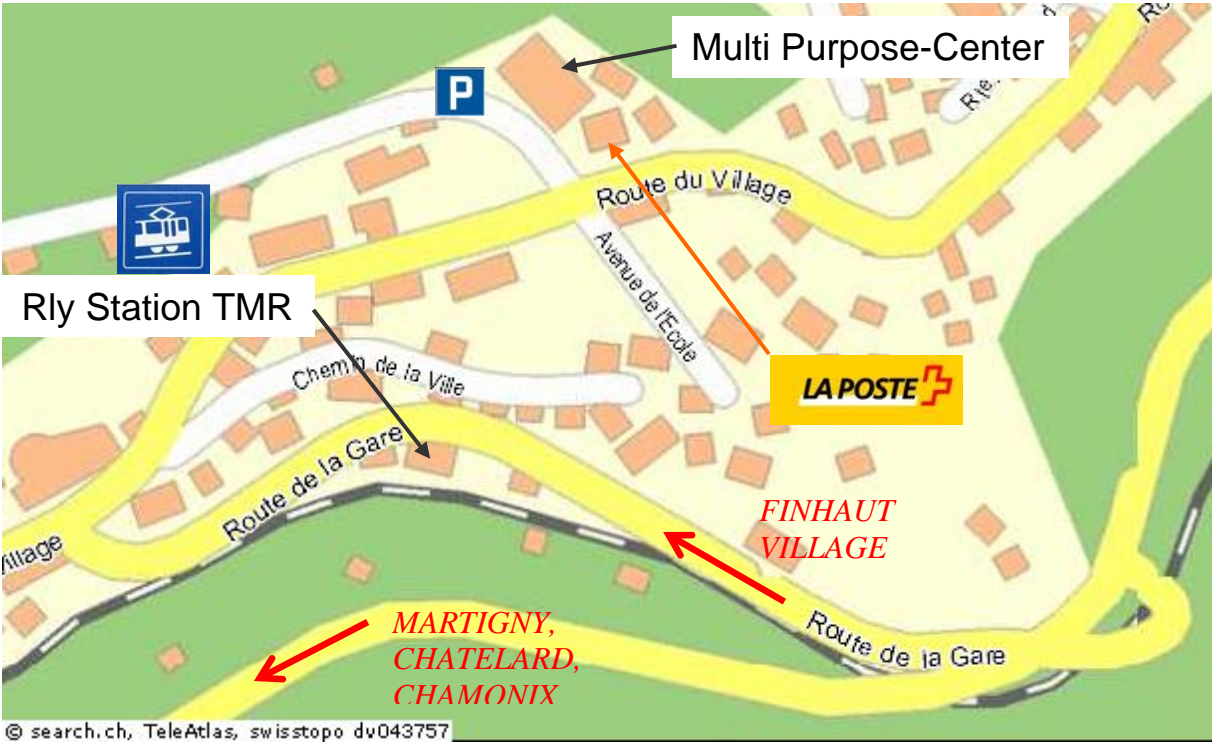 Multi Purpose-Center
P
Route du Village
Avenue de l'Ecole
Rly Station TMR
Chemin de la Ville
LA POSTE
Route de la Gare
FINHAUT
VILLAGE
Village
MARTIGNY,
CHATELARD,
CHAMONIX
Route de la Gare
© search.ch, TeleAtlas, swisstopo dv043757